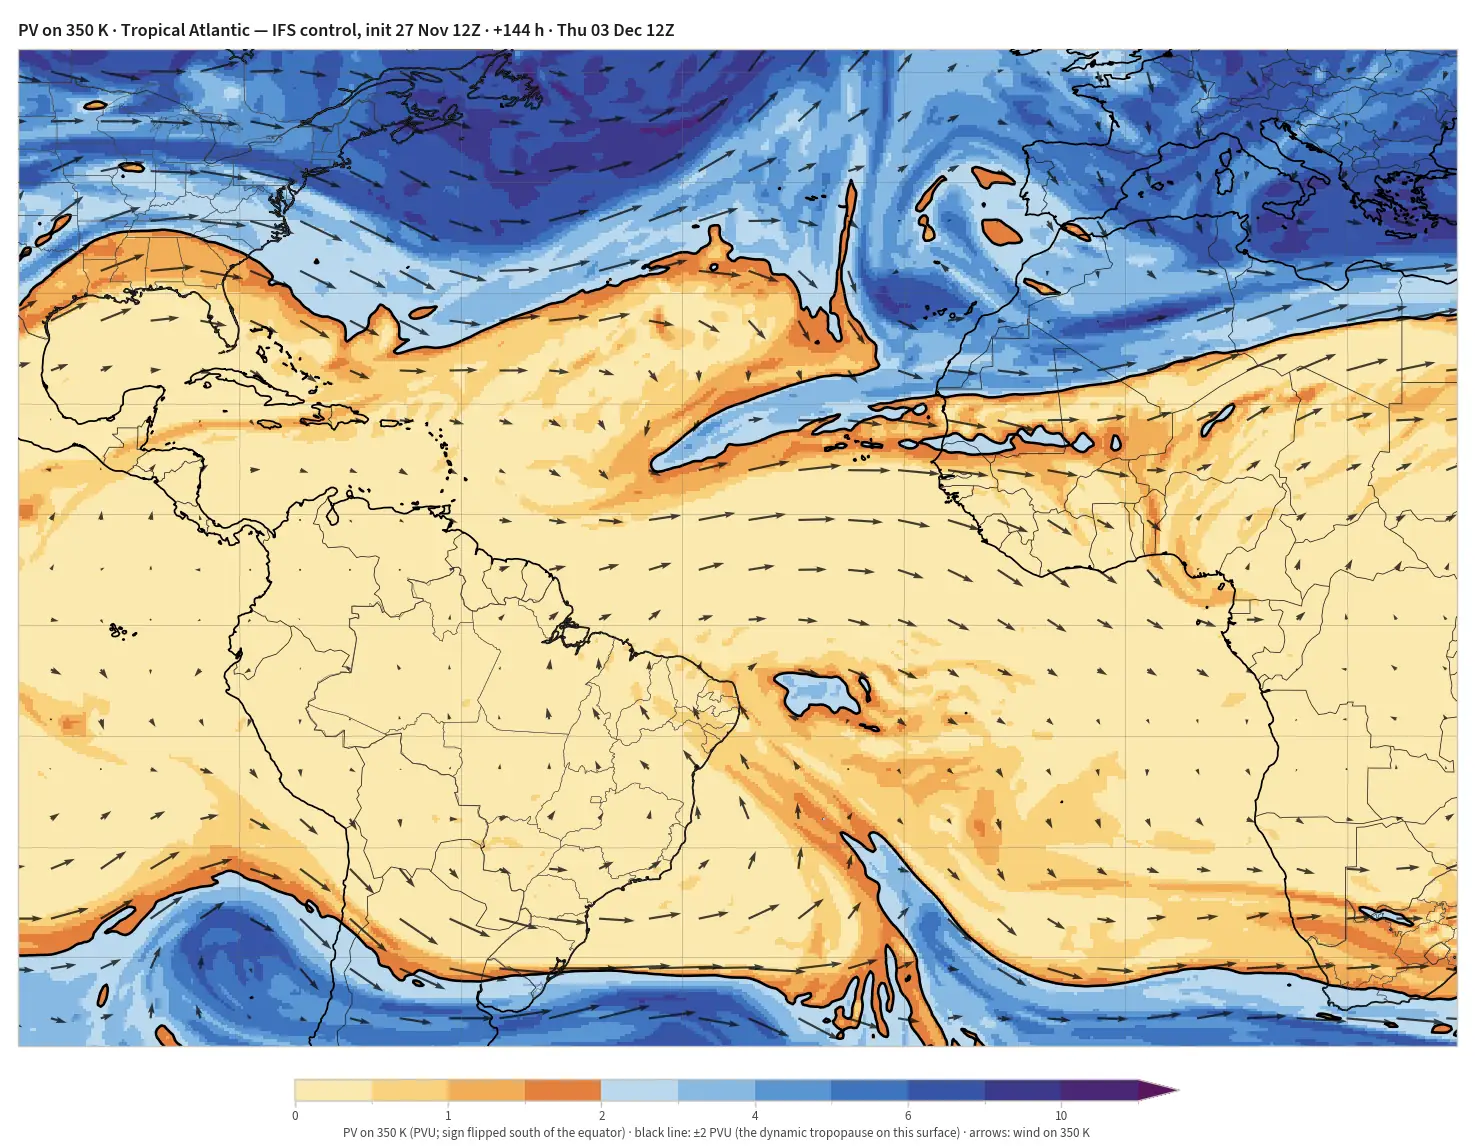 PV on 350 K · Tropical Atlantic — IFS control, init 27 Nov 12Z · +144 h · Thu 03 Dec 12Z
0 1 2 4 6 10
PV on 350 K (PVU; sign flipped south of the equator) · black line: ±2 PVU (the dynamic tropopause on this surface) · arrows: wind on 350 K